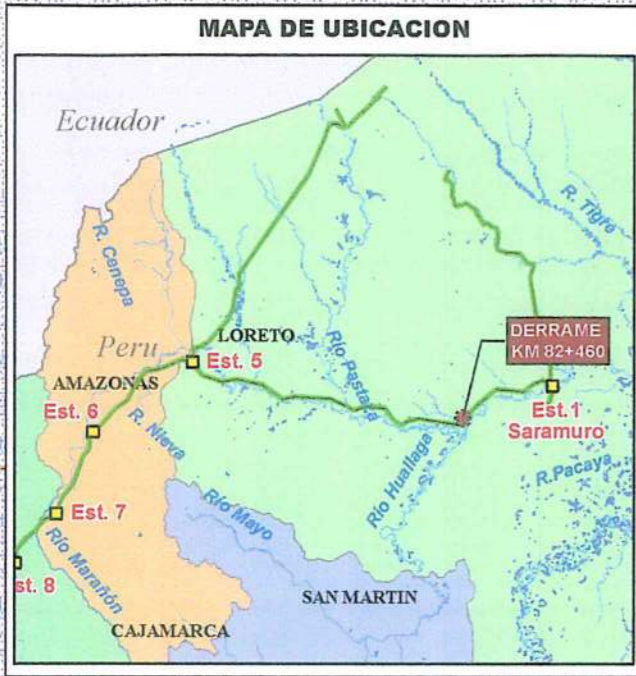 MAPA DE UBICACION
Ecuador
R. Cenepa
R. Tigre
Peru
LORETO
DERRAME
KM 82+460
Est. 5
Río Pastaza
AMAZONAS
Est.1
Saramuro
Est. 6
R. Nieva
Río Huallaga
R.Pacaya
Río Mayo
Est. 7
Río Marañón
st. 8
SAN MARTIN
CAJAMARCA